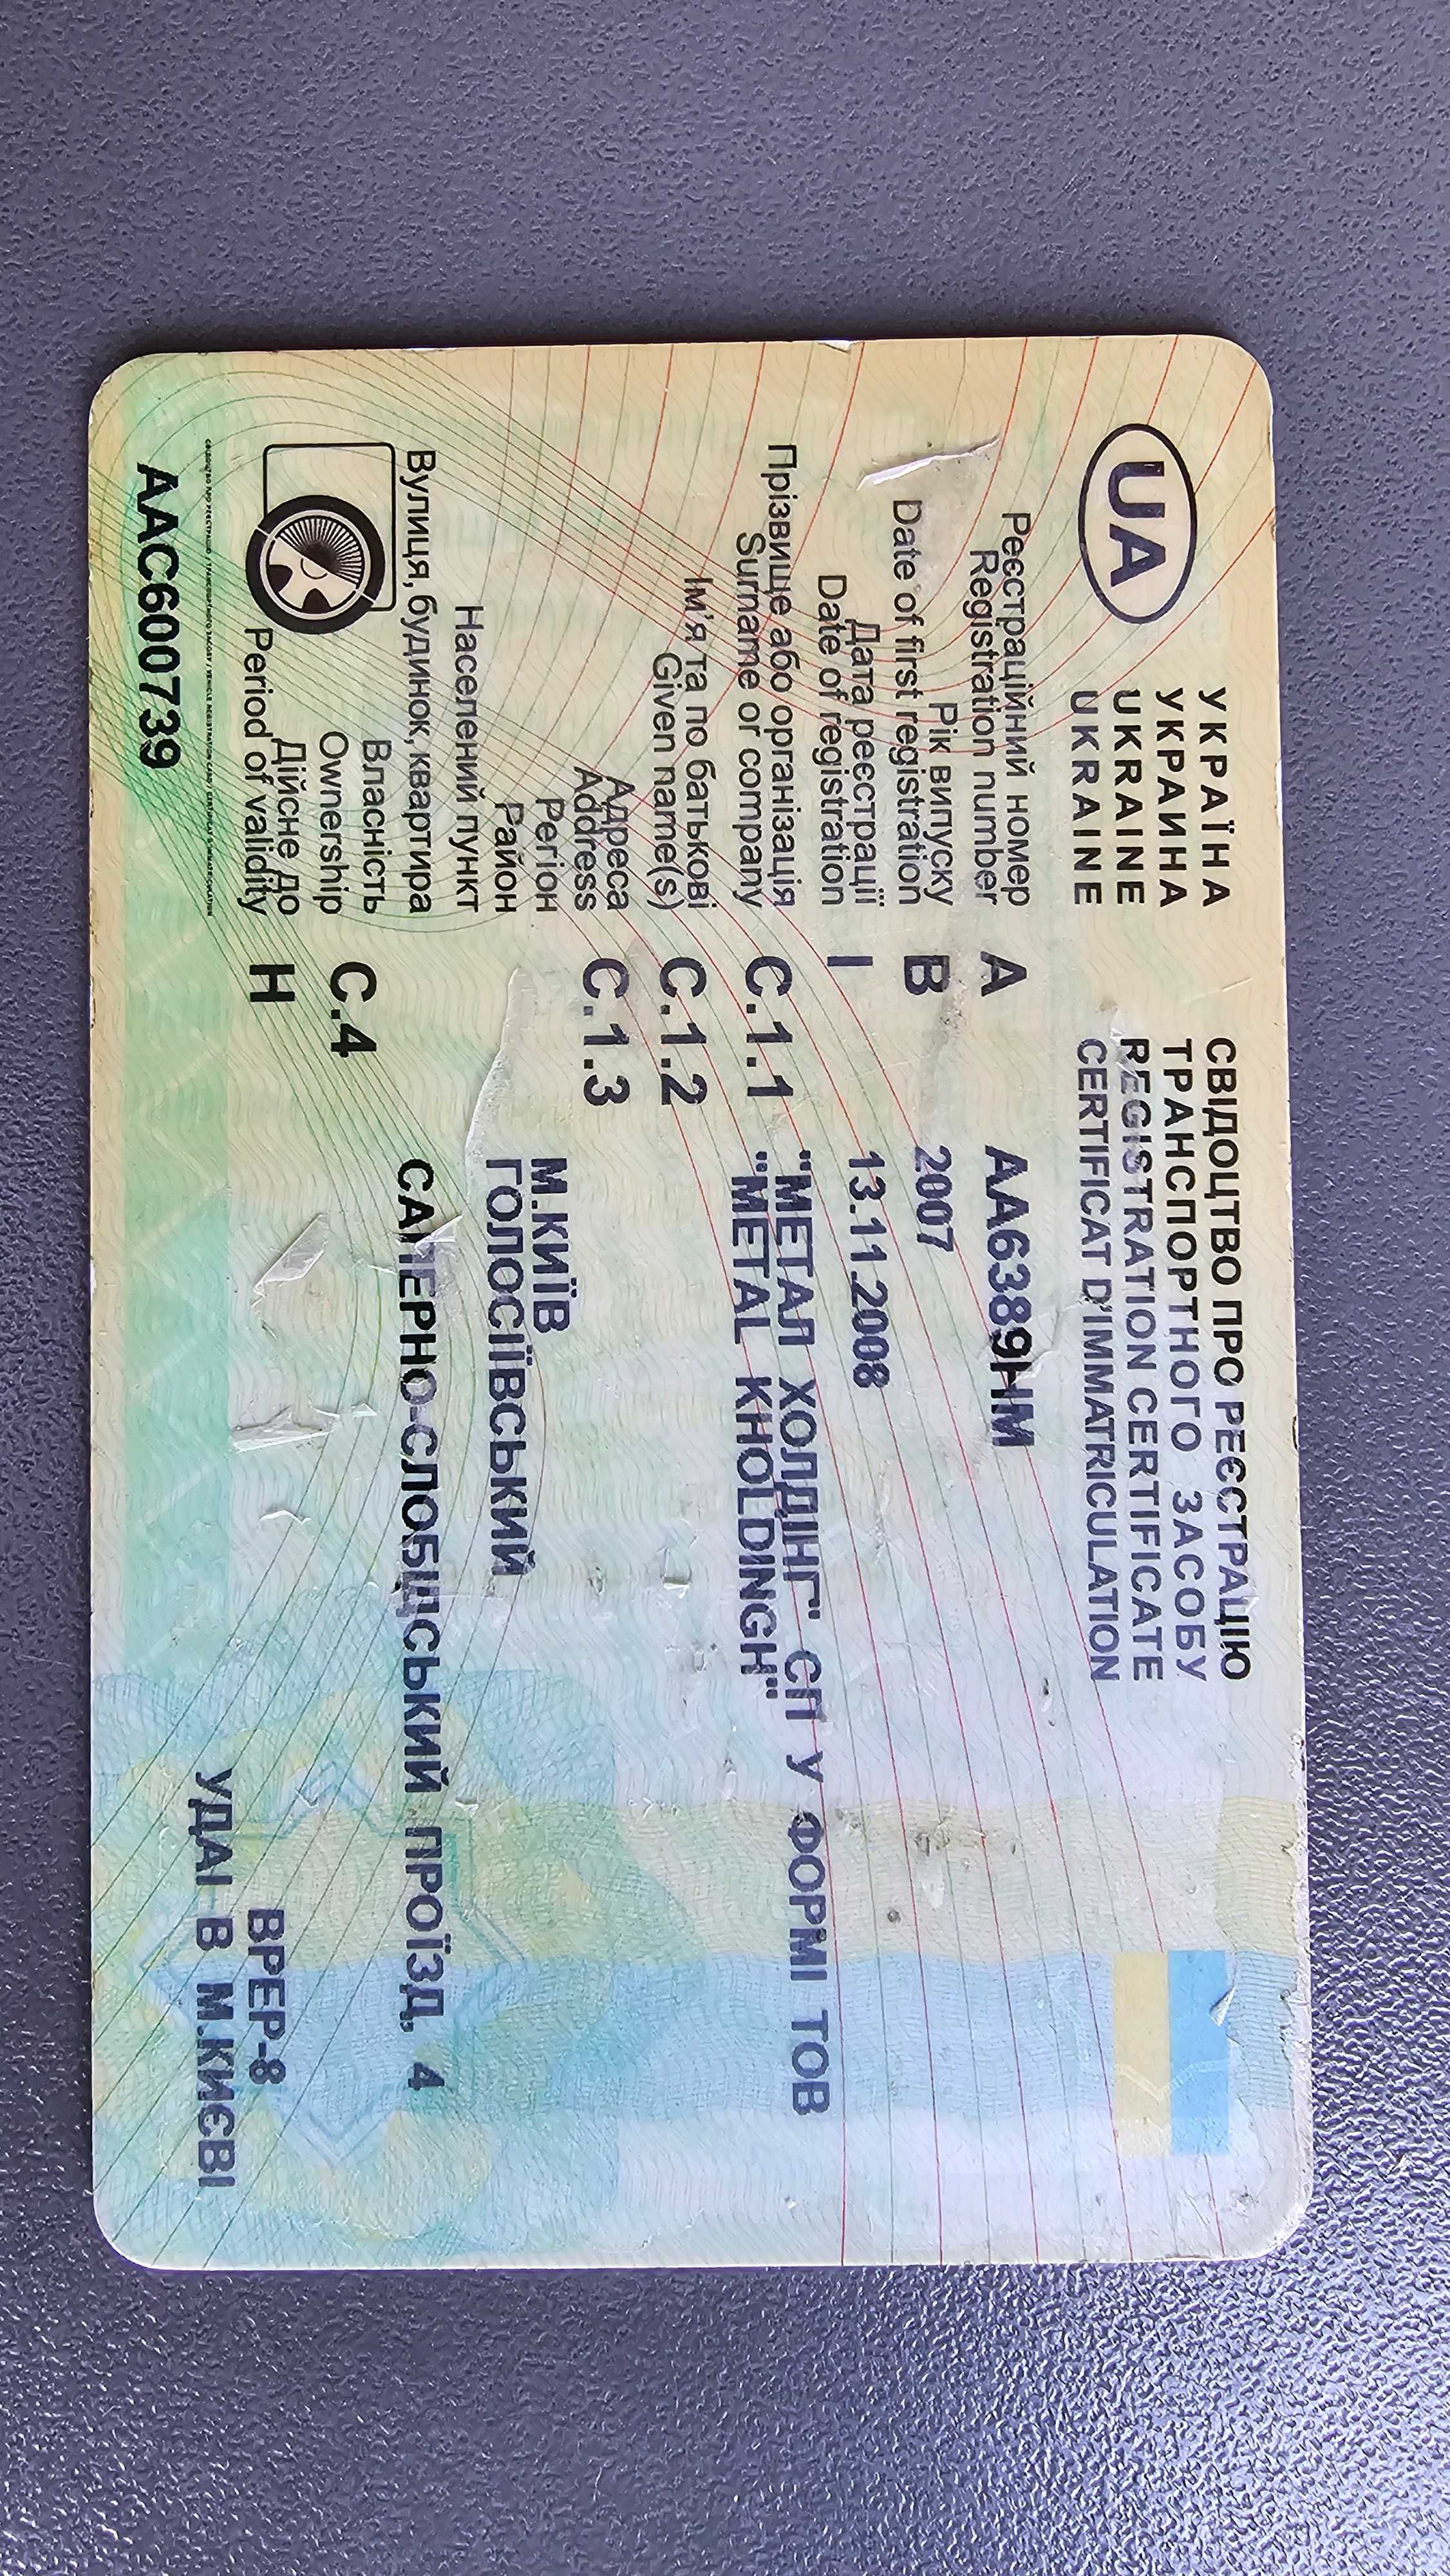 UA
УКРАЇНА
УКРАИНА
UKRAINE
UKRAINE
СВІДОЦТВО ПРО РЕЄСТРАЦІЮ
ТРАНСПОРТНОГО ЗАСОБУ
REGISTRATION CERTIFICATE
CERTIFICAT D'IMMATRICULATION
Реєстраційний номер
Registration number A AA6389HM
Рік випуску
Date of first registration B 2007
Дата реєстрації
Date of registration I 13.11.2008
Прізвище або організація
Surname or company C.1.1 "МЕТАЛ ХОЛДІНГ" СП У ФОРМІ ТОВ
"METAL KHOLDINGH"
Ім'я та по батькові
Given name(s) C.1.2
Адреса
Address C.1.3
Регіон М.КИЇВ
Район ГОЛОСІЇВСЬКИЙ
Населений пункт
Вулиця, будинок, квартира САПЕРНО-СЛОБІДСЬКИЙ ПРОЇЗД, 4
Власність
Ownership C.4
Дійсне до
Period of validity H
ВРЕР-8
УДАІ В М.КИЄВІ
AAC600739